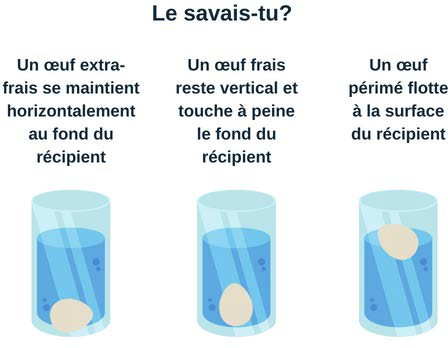 Le savais-tu?
Un œuf extra-
frais se maintient
horizontalement
au fond du
récipient
Un œuf frais
reste vertical et
touche à peine
le fond du
récipient
Un œuf
périmé flotte
à la surface
du récipient